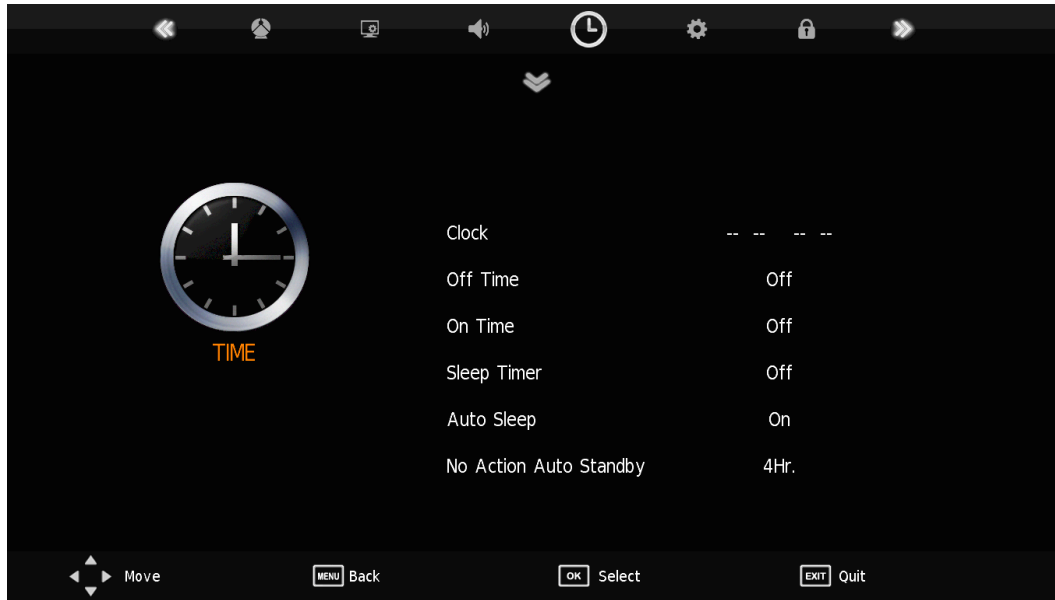 TIME
Clock -- -- -- --
Off Time Off
On Time Off
Sleep Timer Off
Auto Sleep On
No Action Auto Standby 4Hr.
Move MENU Back OK Select EXIT Quit